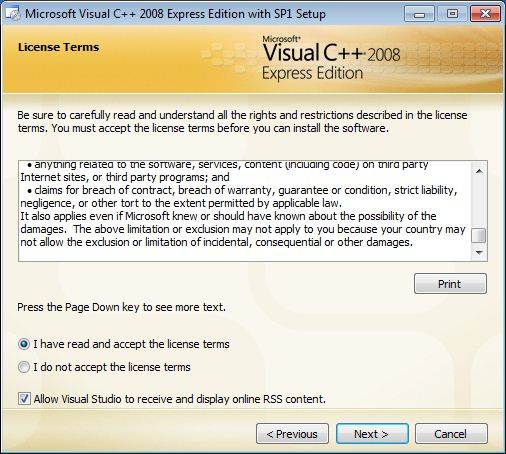 Microsoft Visual C++ 2008 Express Edition with SP1 Setup
License Terms
Microsoft®
Visual C++ 2008
Express Edition
Be sure to carefully read and understand all the rights and restrictions described in the license
terms. You must accept the license terms before you can install the software.
• anything related to the software, services, content (including code) on third party
Internet sites, or third party programs; and
• claims for breach of contract, breach of warranty, guarantee or condition, strict liability,
negligence, or other tort to the extent permitted by applicable law.
It also applies even if Microsoft knew or should have known about the possibility of the
damages.  The above limitation or exclusion may not apply to you because your country may
not allow the exclusion or limitation of incidental, consequential or other damages.
Print
Press the Page Down key to see more text.
I have read and accept the license terms
I do not accept the license terms
Allow Visual Studio to receive and display online RSS content.
< Previous
Next >
Cancel